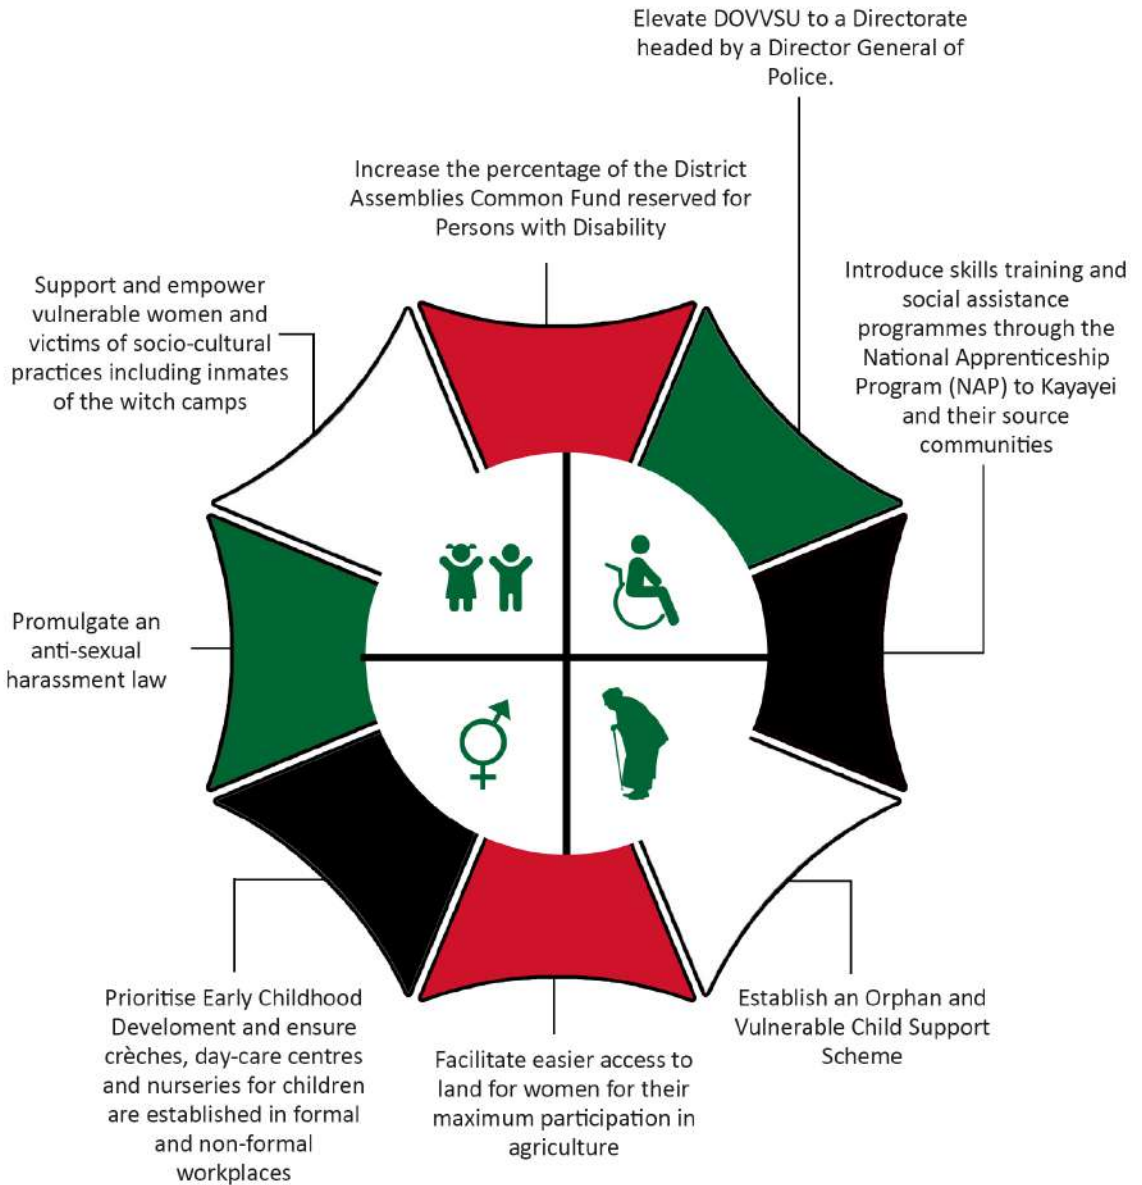 Elevate DOVVSU to a Directorate
headed by a Director General of
Police.
Increase the percentage of the District
Assemblies Common Fund reserved for
Persons with Disability
Support and empower
vulnerable women and
victims of socio-cultural
practices including inmates
of the witch camps
Introduce skills training and
social assistance
programmes through the
National Apprenticeship
Program (NAP) to Kayayei
and their source
communities
Promulgate an
anti-sexual
harassment law
Prioritise Early Childhood
Develoment and ensure
crèches, day-care centres
and nurseries for children
are established in formal
and non-formal
workplaces
Facilitate easier access to
land for women for their
maximum participation in
agriculture
Establish an Orphan and
Vulnerable Child Support
Scheme